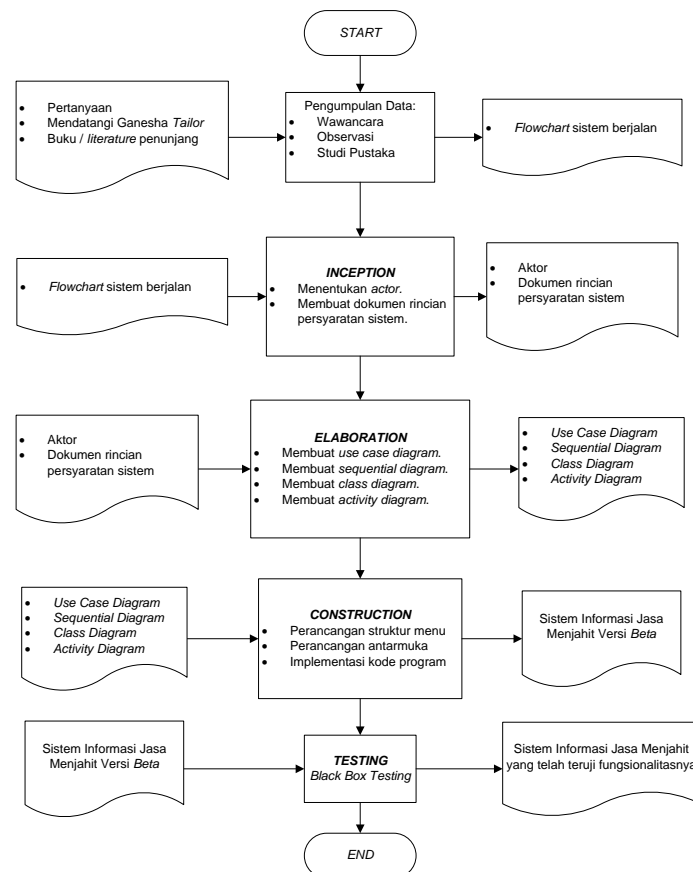 START
• Pertanyaan
• Mendatangi Ganesha Tailor
• Buku / literature penunjang
Pengumpulan Data:
• Wawancara
• Observasi
• Studi Pustaka
• Flowchart sistem berjalan
• Flowchart sistem berjalan
INCEPTION
• Menentukan actor.
• Membuat dokumen rincian
persyaratan sistem.
• Aktor
• Dokumen rincian
persyaratan sistem
• Aktor
• Dokumen rincian
persyaratan sistem
ELABORATION
• Membuat use case diagram.
• Membuat sequential diagram.
• Membuat class diagram.
• Membuat activity diagram.
• Use Case Diagram
• Sequential Diagram
• Class Diagram
• Activity Diagram
• Use Case Diagram
• Sequential Diagram
• Class Diagram
• Activity Diagram
CONSTRUCTION
• Perancangan struktur menu
• Perancangan antarmuka
• Implementasi kode program
Sistem Informasi Jasa
Menjahit Versi Beta
Sistem Informasi Jasa
Menjahit Versi Beta
TESTING
Black Box Testing
Sistem Informasi Jasa Menjahit
yang telah teruji fungsionalitasnya
END